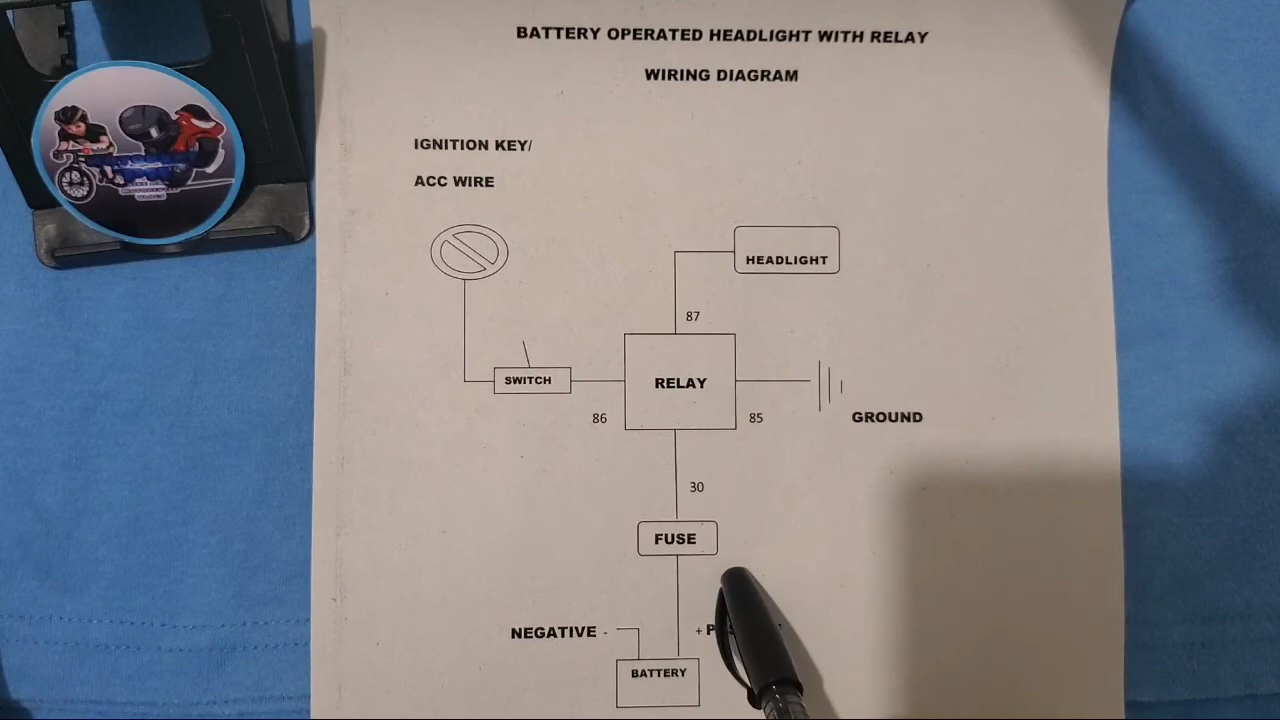 BATTERY OPERATED HEADLIGHT WITH RELAY
WIRING DIAGRAM
IGNITION KEY/
ACC WIRE
HEADLIGHT
87
SWITCH
RELAY
86
85
GROUND
30
FUSE
NEGATIVE -
+
BATTERY